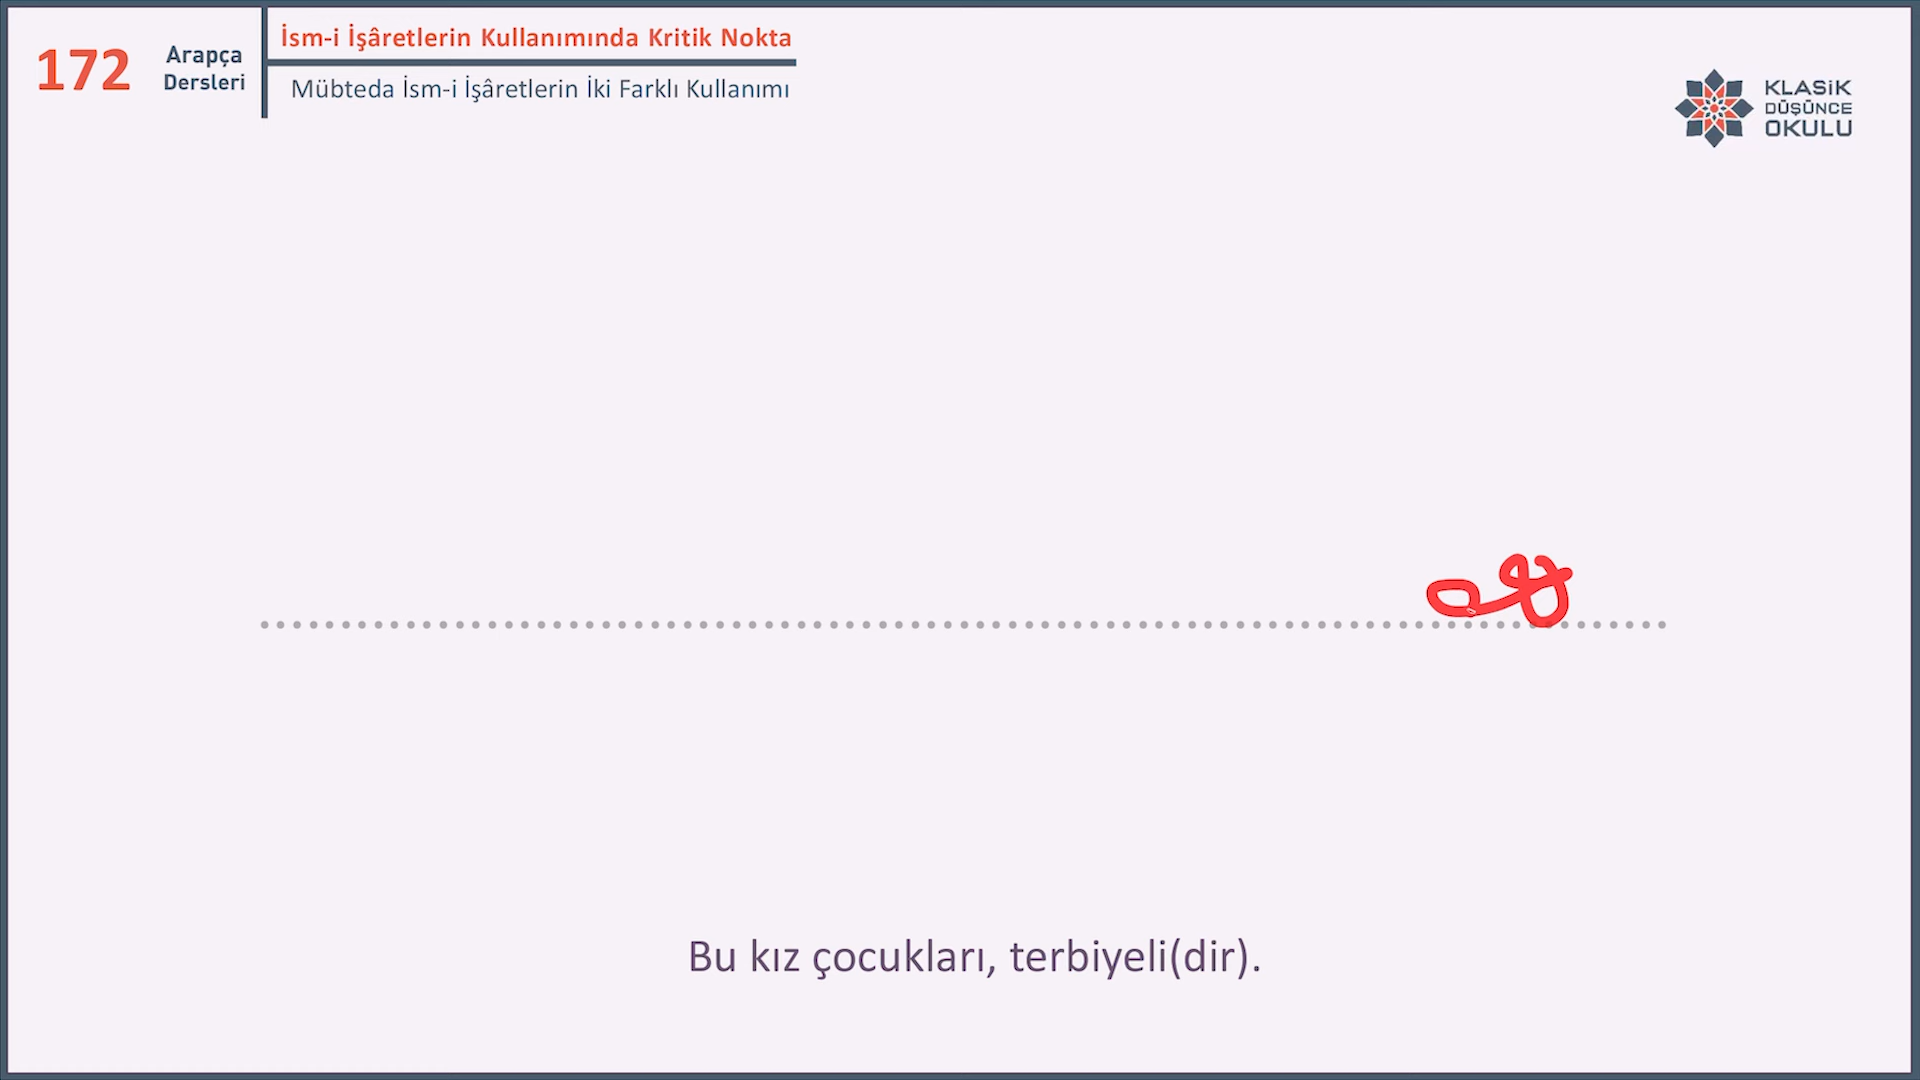 172
Arapça
Dersleri
İsm-i İşâretlerin Kullanımında Kritik Nokta
Mübteda İsm-i İşâretlerin İki Farklı Kullanımı
KLASİK
DÜŞÜNCE
OKULU
Bu kız çocukları, terbiyeli(dir).